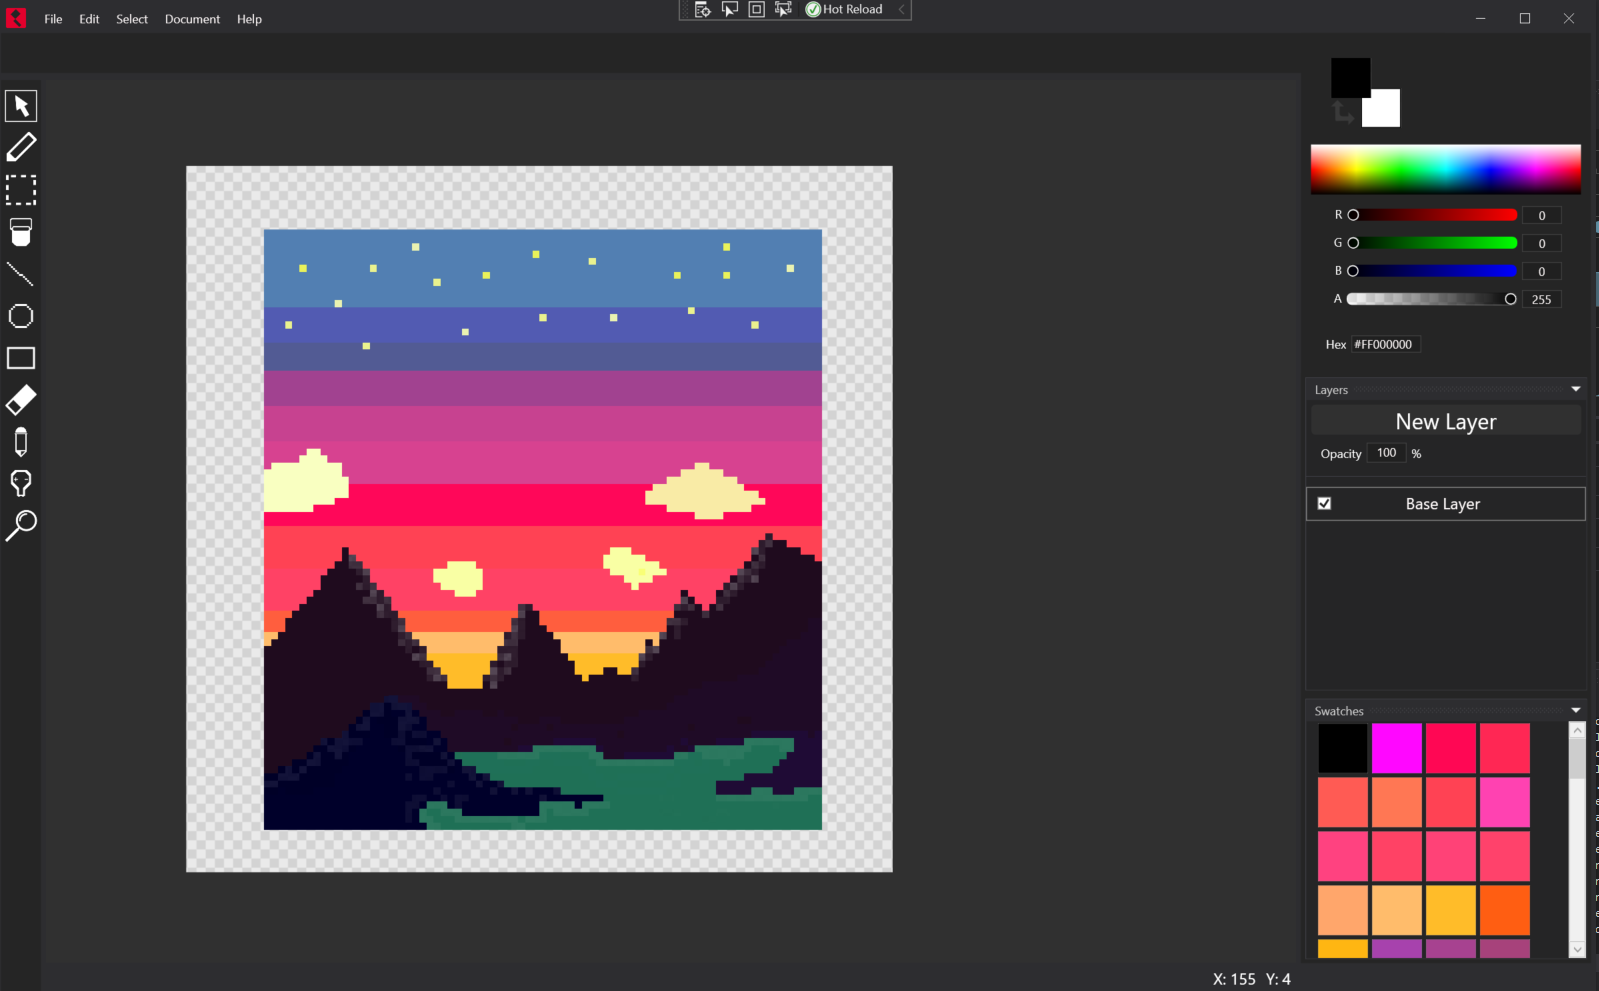 File Edit Select Document Help
Hot Reload
R 0
G 0
B 0
A 255
Hex #FF000000
Layers
New Layer
Opacity 100 %
Base Layer
Swatches
X: 155 Y: 4